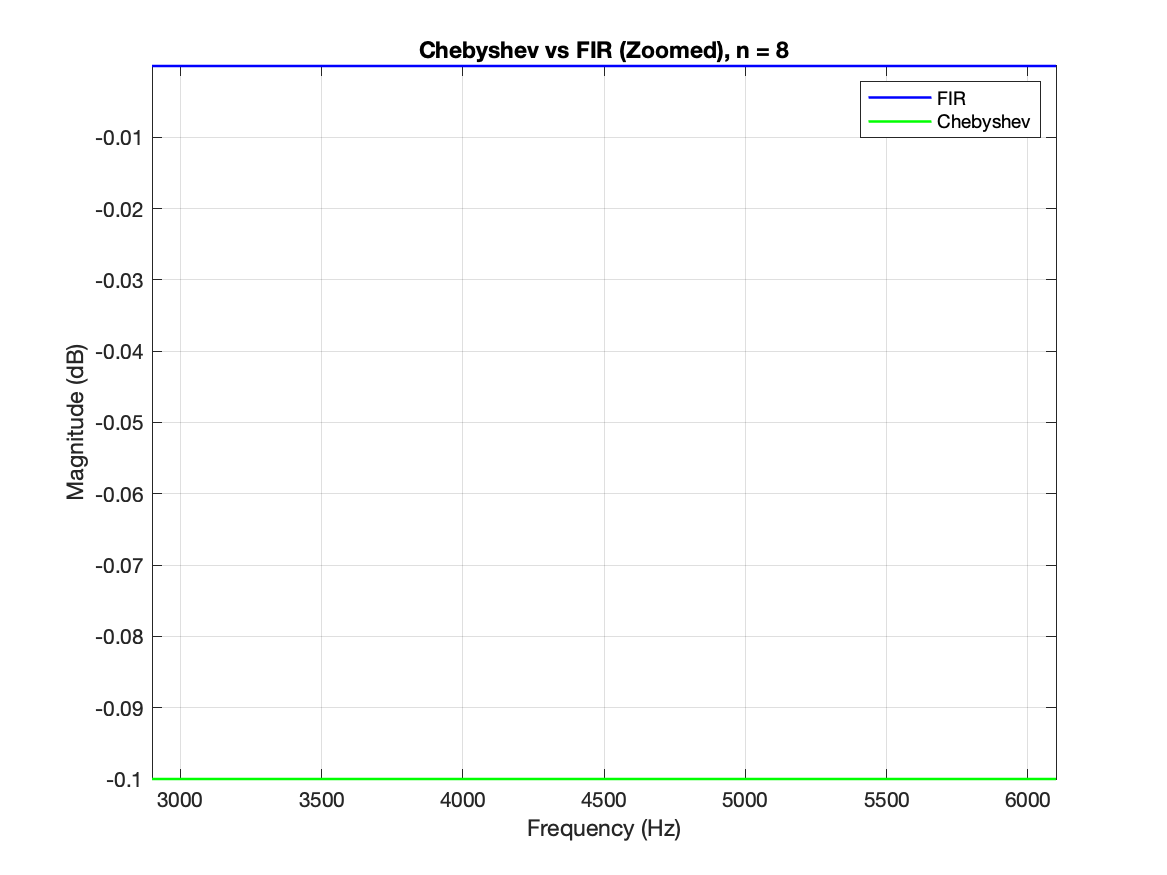 Chebyshev vs FIR (Zoomed), n = 8
FIR
Chebyshev
-0.01
-0.02
-0.03
-0.04
-0.05
-0.06
-0.07
-0.08
-0.09
-0.1
Magnitude (dB)
3000 3500 4000 4500 5000 5500 6000
Frequency (Hz)